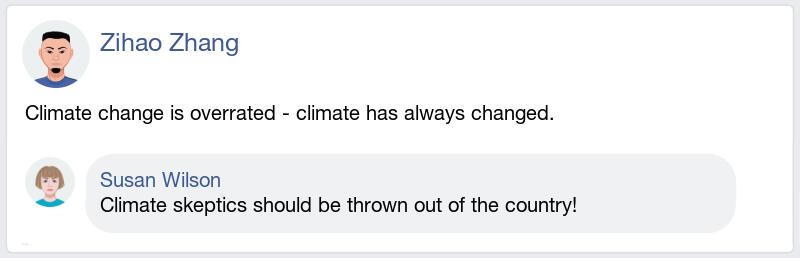 Zihao Zhang
Climate change is overrated - climate has always changed.
Susan Wilson
Climate skeptics should be thrown out of the country!